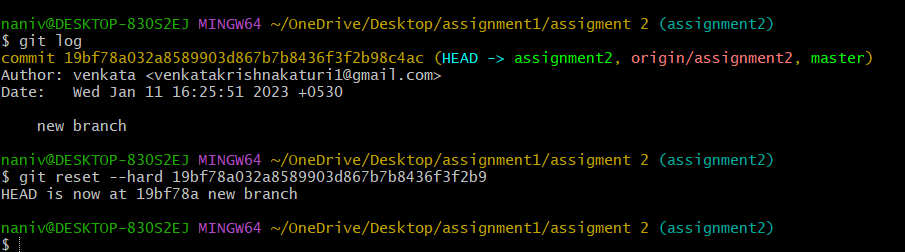 naniv@DESKTOP-830S2EJ MINGW64 ~/OneDrive/Desktop/assignment1/assigment 2 (assignment2)
$ git log
commit 19bf78a032a8589903d867b7b8436f3f2b98c4ac (HEAD -> assignment2, origin/assignment2, master)
Author: venkata <venkatakrishnakaturi1@gmail.com>
Date:   Wed Jan 11 16:25:51 2023 +0530
    new branch
naniv@DESKTOP-830S2EJ MINGW64 ~/OneDrive/Desktop/assignment1/assigment 2 (assignment2)
$ git reset --hard 19bf78a032a8589903d867b7b8436f3f2b9
HEAD is now at 19bf78a new branch
naniv@DESKTOP-830S2EJ MINGW64 ~/OneDrive/Desktop/assignment1/assigment 2 (assignment2)
$